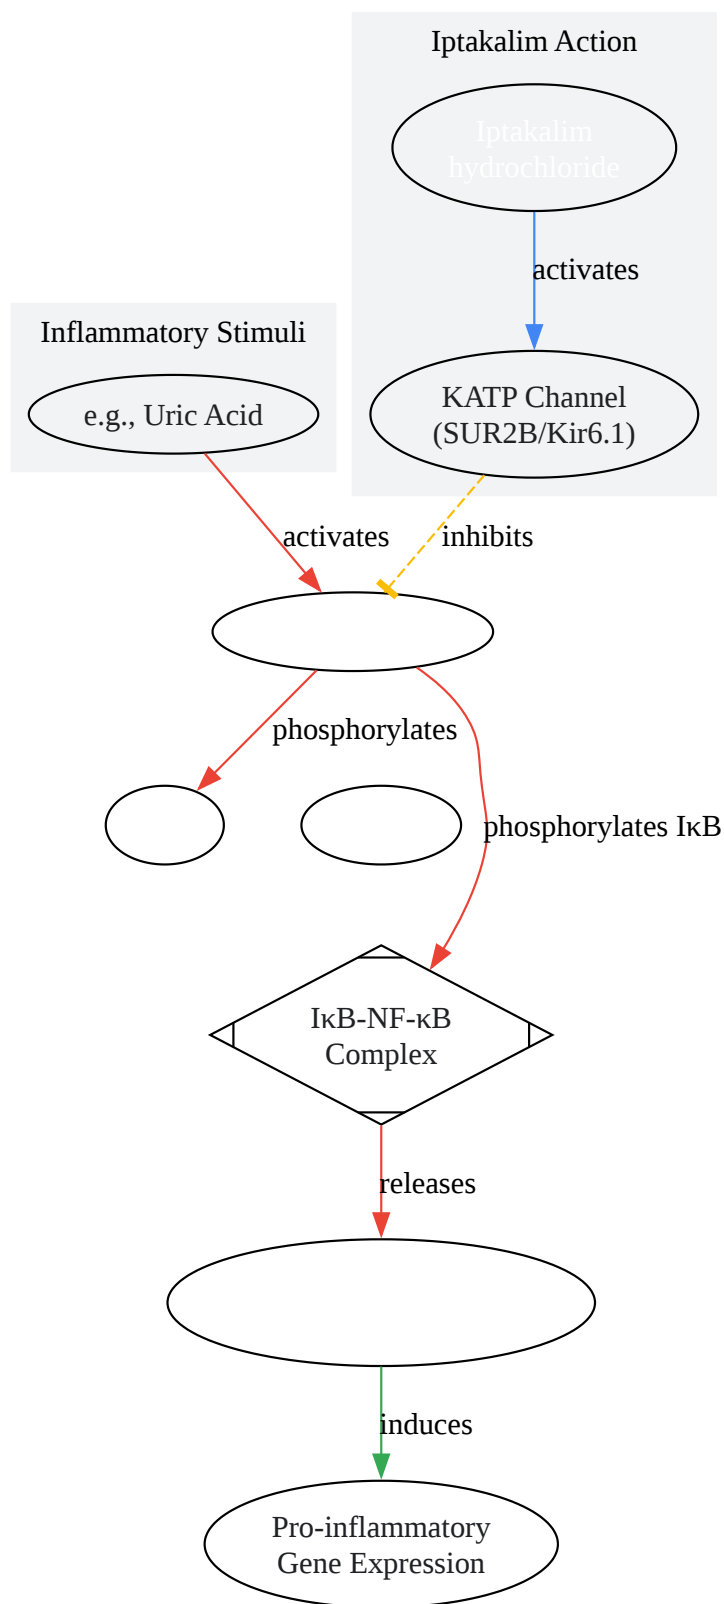 Iptakalim Action
Iptakalim
hydrochloride
activates
Inflammatory Stimuli
e.g., Uric Acid
KATP Channel
(SUR2B/Kir6.1)
activates
inhibits
phosphorylates
phosphorylates IκB
IκB-NF-κB
Complex
releases
induces
Pro-inflammatory
Gene Expression